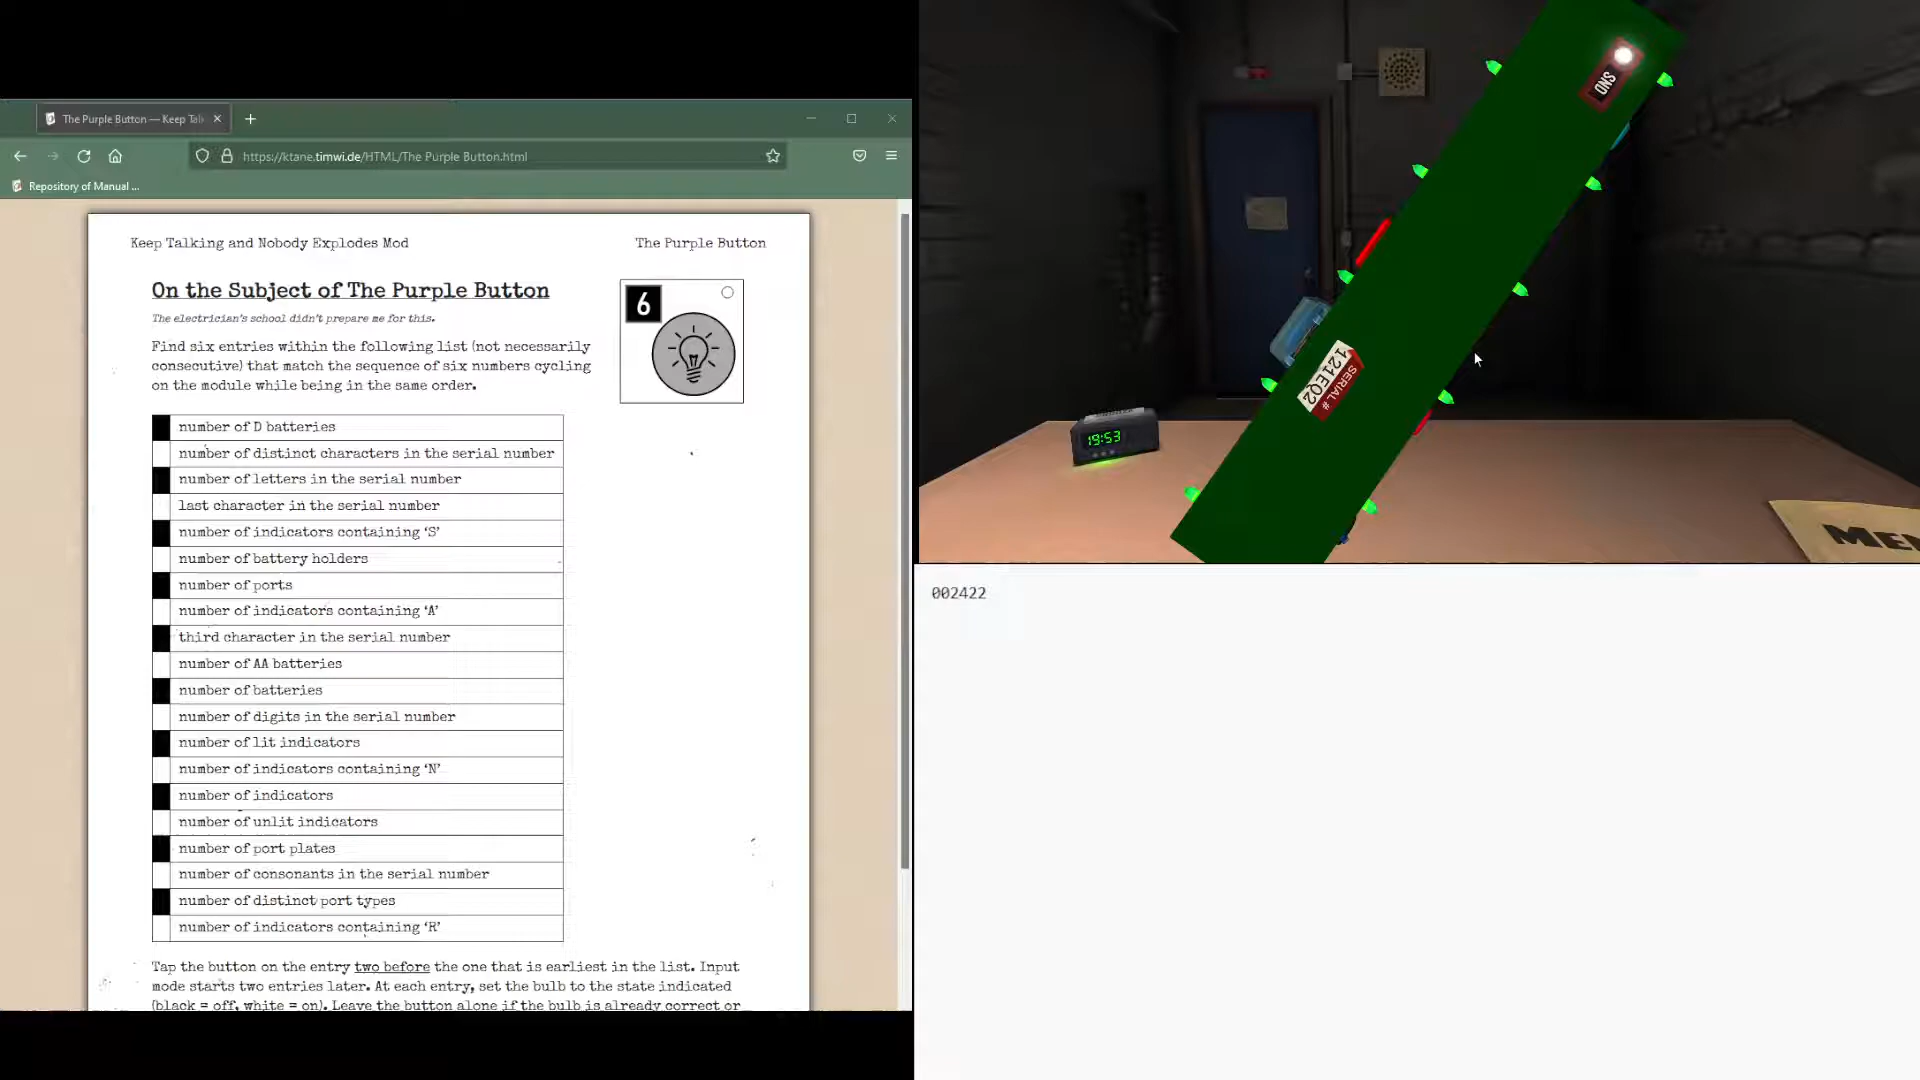 The Purple Button — Keep Talk
https://ktane.timwi.de/HTML/The Purple Button.html
Repository of Manual ...
Keep Talking and Nobody Explodes Mod
The Purple Button
On the Subject of The Purple Button
The electrician's school didn't prepare me for this.
6
Find six entries within the following list (not necessarily
consecutive) that match the sequence of six numbers cycling
on the module while being in the same order.
number of D batteries
number of distinct characters in the serial number
number of letters in the serial number
last character in the serial number
number of indicators containing ‘S’
number of battery holders
number of ports
number of indicators containing ‘A’
third character in the serial number
number of AA batteries
number of batteries
number of digits in the serial number
number of lit indicators
number of indicators containing ‘N’
number of indicators
number of unlit indicators
number of port plates
number of consonants in the serial number
number of distinct port types
number of indicators containing ‘R’
Tap the button on the entry two before the one that is earliest in the list. Input
mode starts two entries later. At each entry, set the bulb to the state indicated
(black = off, white = on). Leave the button alone if the bulb is already correct or
SND
SERIAL #
19:53
002422